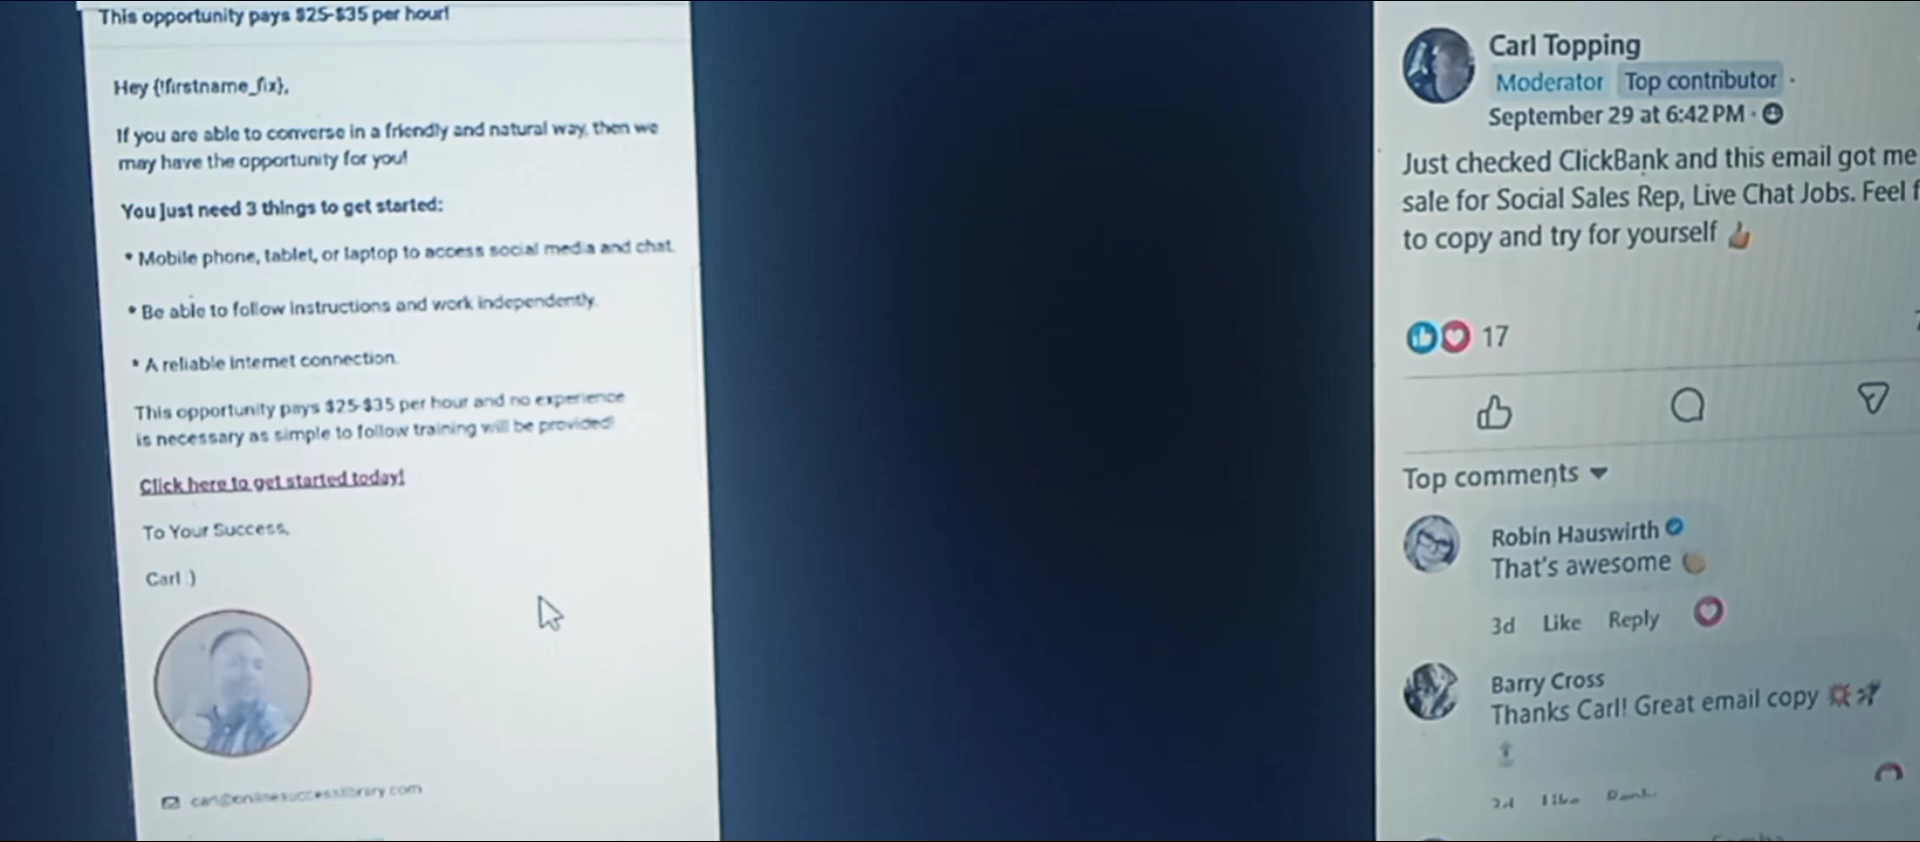 This opportunity pays $25-$35 per hour!
Hey {!firstname_fix},
If you are able to converse in a friendly and natural way, then we
may have the opportunity for you!
You just need 3 things to get started:
* Mobile phone, tablet, or laptop to access social media and chat.
* Be able to follow instructions and work independently.
* A reliable internet connection.
This opportunity pays $25-$35 per hour and no experience
is necessary as simple to follow training will be provided!
Click here to get started today!
To Your Success,
Carl :)
carl@onlinesuccesslibrary.com
Carl Topping
Moderator Top contributor ·
September 29 at 6:42 PM ·
Just checked ClickBank and this email got me
sale for Social Sales Rep, Live Chat Jobs. Feel f
to copy and try for yourself 👍
17
Top comments
Robin Hauswirth
That's awesome 👏
3d Like Reply
Barry Cross
Thanks Carl! Great email copy 💥🚀